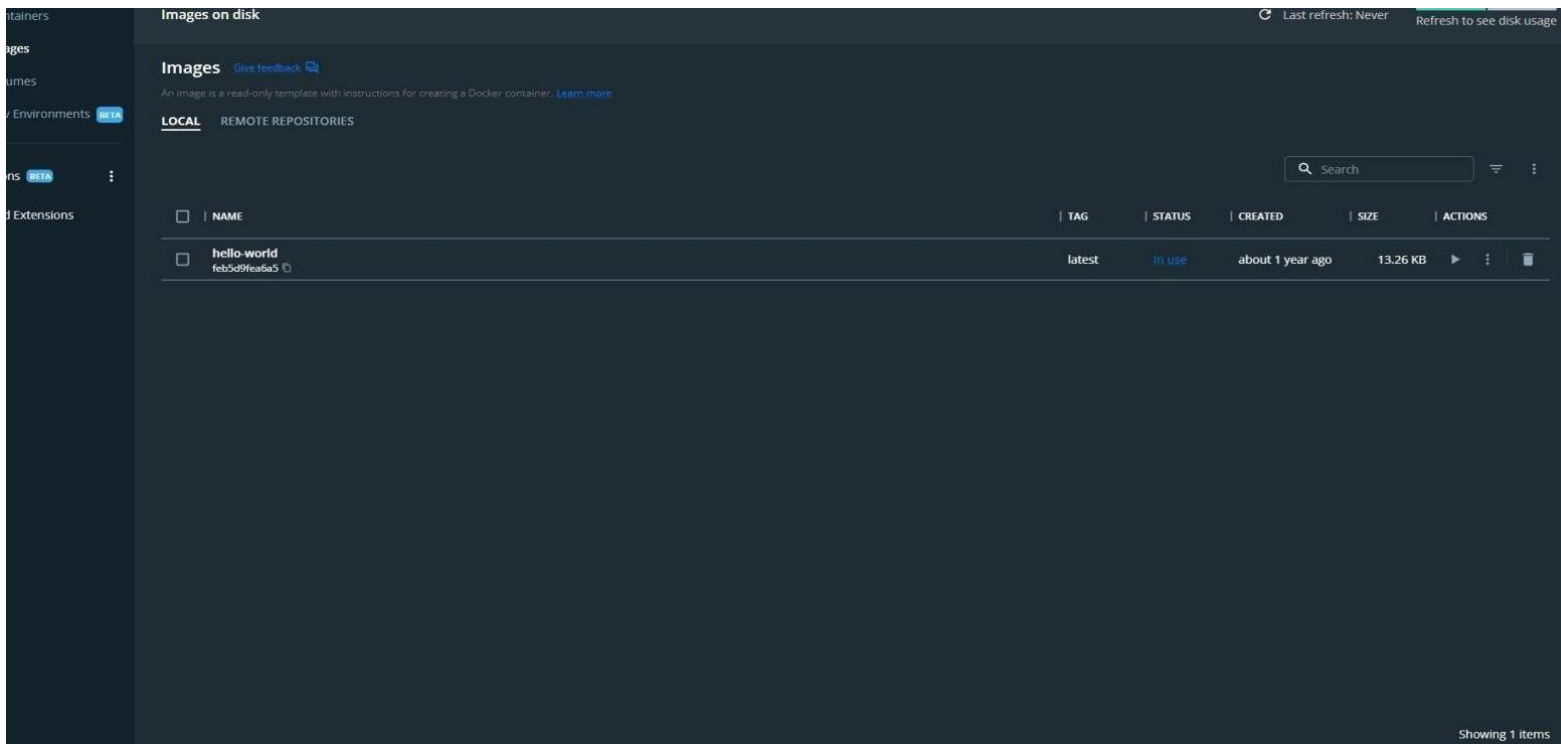 ntainers
ages
umes
v Environments BETA
ons BETA
d Extensions
Images on disk
Last refresh: Never
Refresh to see disk usage
Images Give feedback
An image is a read-only template with instructions for creating a Docker container. Learn more
LOCAL REMOTE REPOSITORIES
Search
NAME TAG STATUS CREATED SIZE ACTIONS
hello-world latest In use about 1 year ago 13.26 KB
feb5d9fea6a5
Showing 1 items